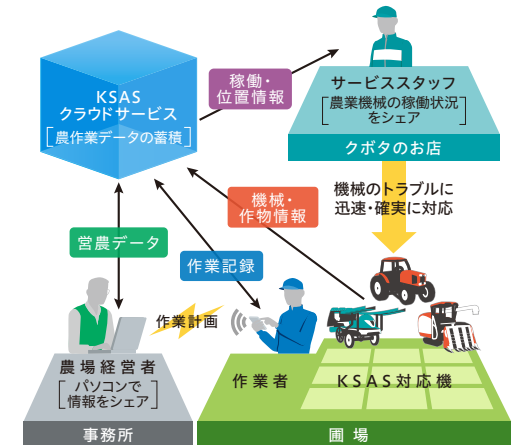 KSAS
クラウドサービス
[農作業データの蓄積]
稼働・
位置情報
サービススタッフ
[農業機械の稼働状況
をシェア]
クボタのお店
機械のトラブルに
迅速・確実に対応
機械・
作物情報
営農データ
作業記録
作業計画
農場経営者
[パソコンで
情報をシェア]
事務所
作業者
KSAS対応機
圃場